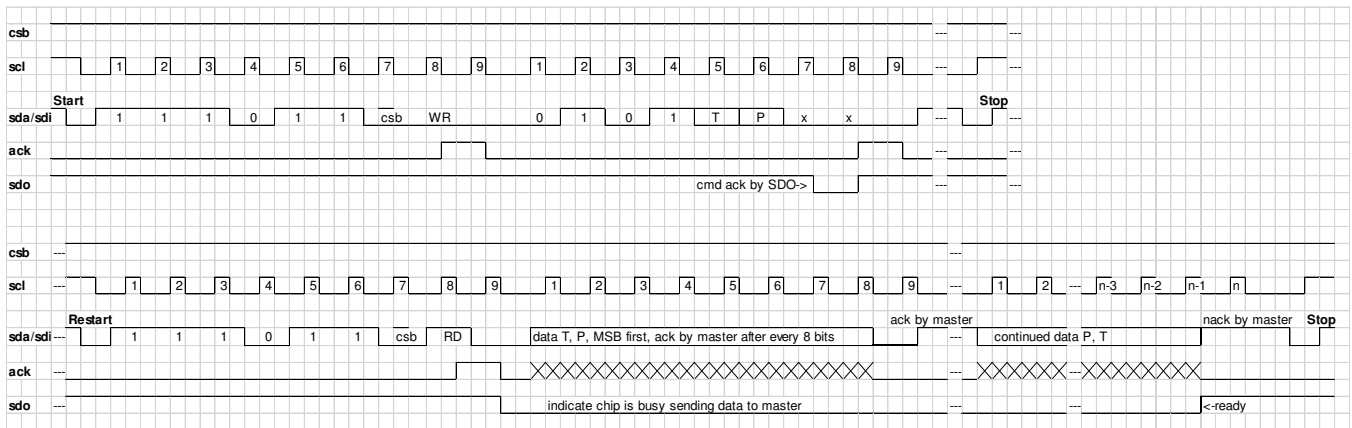 csb --- ---
scl 1 2 3 4 5 6 7 8 9 1 2 3 4 5 6 7 8 9 --- ---
Start Stop
sda/sdi 1 1 1 0 1 1 csb WR 0 1 0 1 T P x x --- ---
ack --- ---
sdo cmd ack by SDO-> --- ---
csb --- ---
scl --- 1 2 3 4 5 6 7 8 9 1 2 3 4 5 6 7 8 9 --- 1 2 --- n-3 n-2 n-1 n
Restart ack by master nack by master Stop
sda/sdi --- 1 1 1 0 1 1 csb RD data T, P, MSB first, ack by master after every 8 bits --- continued data P, T
ack --- --- ---
sdo --- indicate chip is busy sending data to master --- --- <-ready